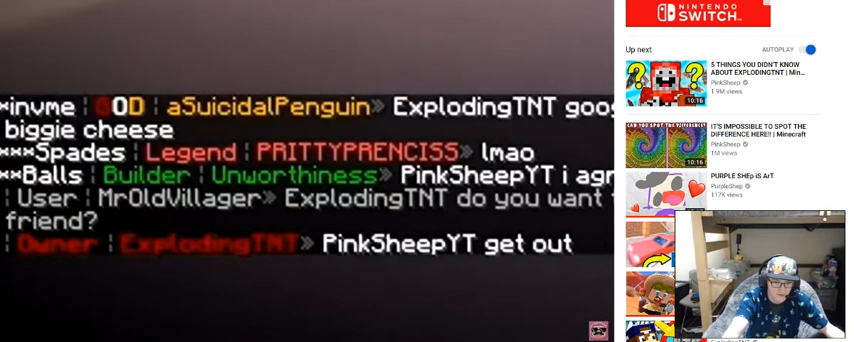 invme ¦ GOD ¦ aSuicidalPenguin» ExplodingTNT goo
biggie cheese
***Spades ¦ Legend ¦ PRITTYPRENCISS» lmao
**Balls ¦ Builder ¦ Unworthiness» PinkSheepYT i agr
¦ User ¦ MrOldVillager» ExplodingTNT do you want
friend?
¦ Owner ¦ ExplodingTNT» PinkSheepYT get out
NINTENDO
SWITCH
Up next
AUTOPLAY
5 THINGS YOU DIDN'T KNOW
ABOUT EXPLODINGTNT | Min...
PinkSheep
1.9M views
10:16
IT'S IMPOSSIBLE TO SPOT THE
DIFFERENCE HERE!! | Minecraft
PinkSheep
1M views
10:16
PURPLE SHEp iS ArT
PurpleShep
117K views